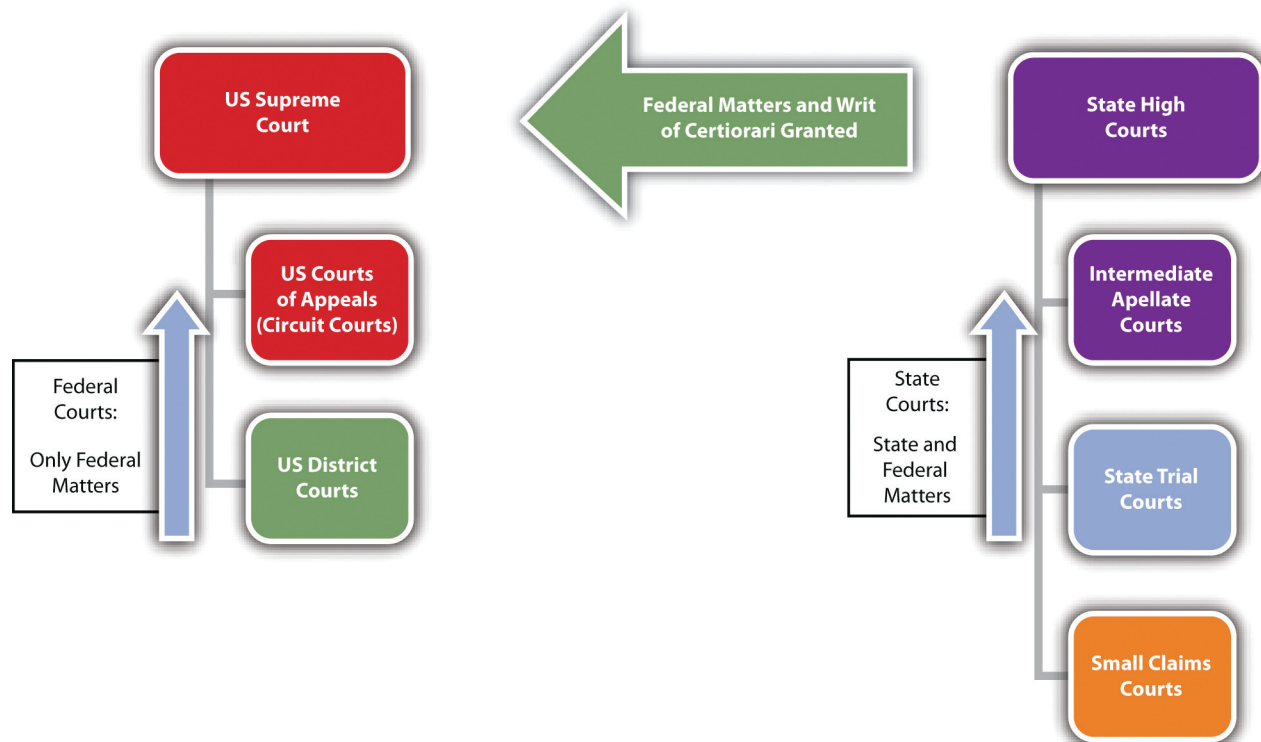 US Supreme
Court
Federal Matters and Writ
of Certiorari Granted
State High
Courts
US Courts
of Appeals
(Circuit Courts)
Intermediate
Apellate
Courts
Federal
Courts:
Only Federal
Matters
US District
Courts
State
Courts:
State and
Federal
Matters
State Trial
Courts
Small Claims
Courts